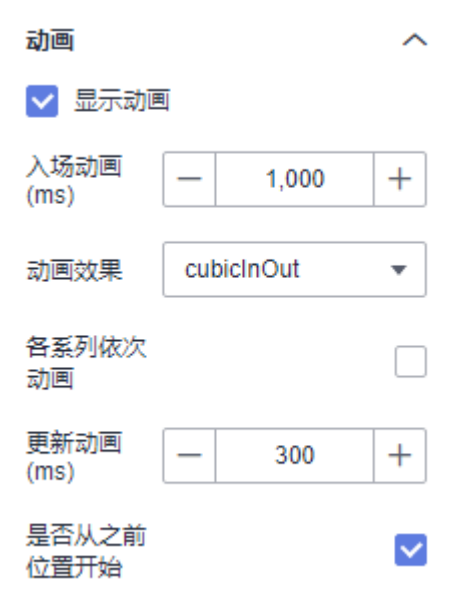 动画
显示动画
入场动画
(ms)
1,000
动画效果
cubicInOut
各系列依次
动画
更新动画
(ms)
300
是否从之前
位置开始